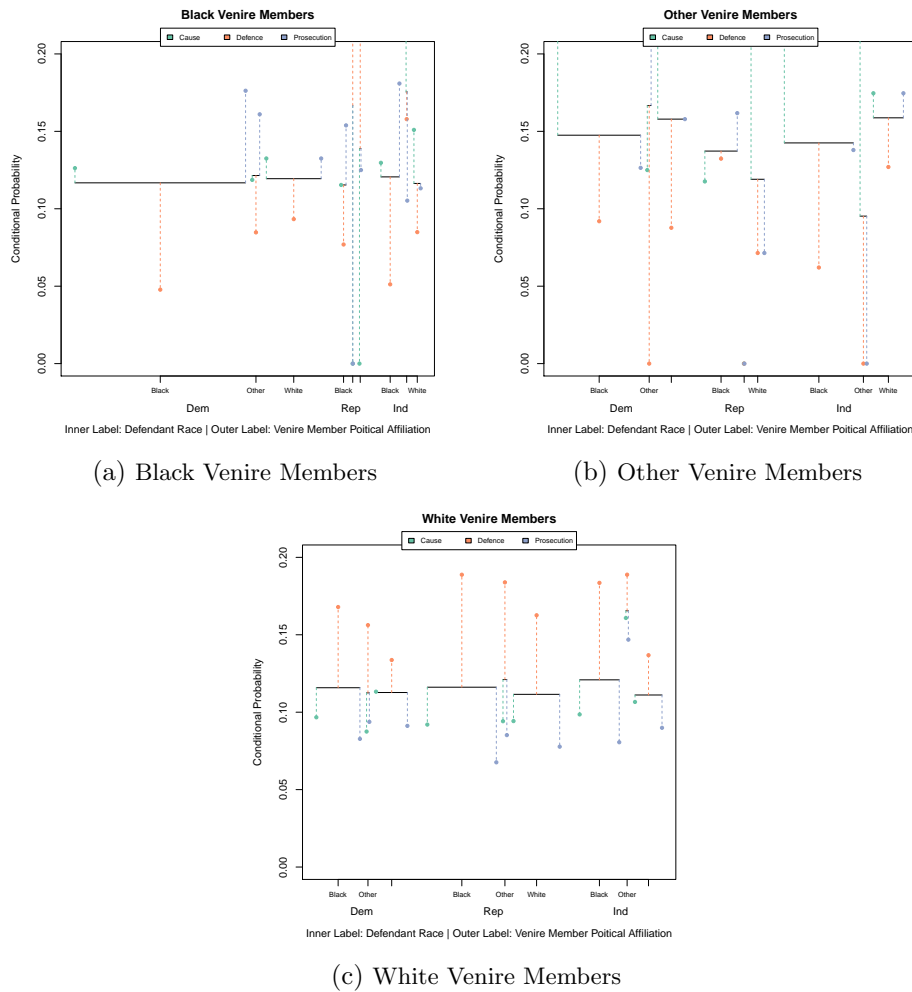 Black Venire Members
Cause Defence Prosecution
0.20
0.15
0.10
0.05
0.00
Conditional Probability
Black Other White Black Black White
Dem Rep Ind
Inner Label: Defendant Race | Outer Label: Venire Member Poitical Affiliation
(a) Black Venire Members
Other Venire Members
Cause Defence Prosecution
0.20
0.15
0.10
0.05
0.00
Conditional Probability
Black Other Black White Black Other White
Dem Rep Ind
Inner Label: Defendant Race | Outer Label: Venire Member Poitical Affiliation
(b) Other Venire Members
White Venire Members
Cause Defence Prosecution
0.20
0.15
0.10
0.05
0.00
Conditional Probability
Black Other Black Other White Black Other
Dem Rep Ind
Inner Label: Defendant Race | Outer Label: Venire Member Poitical Affiliation
(c) White Venire Members